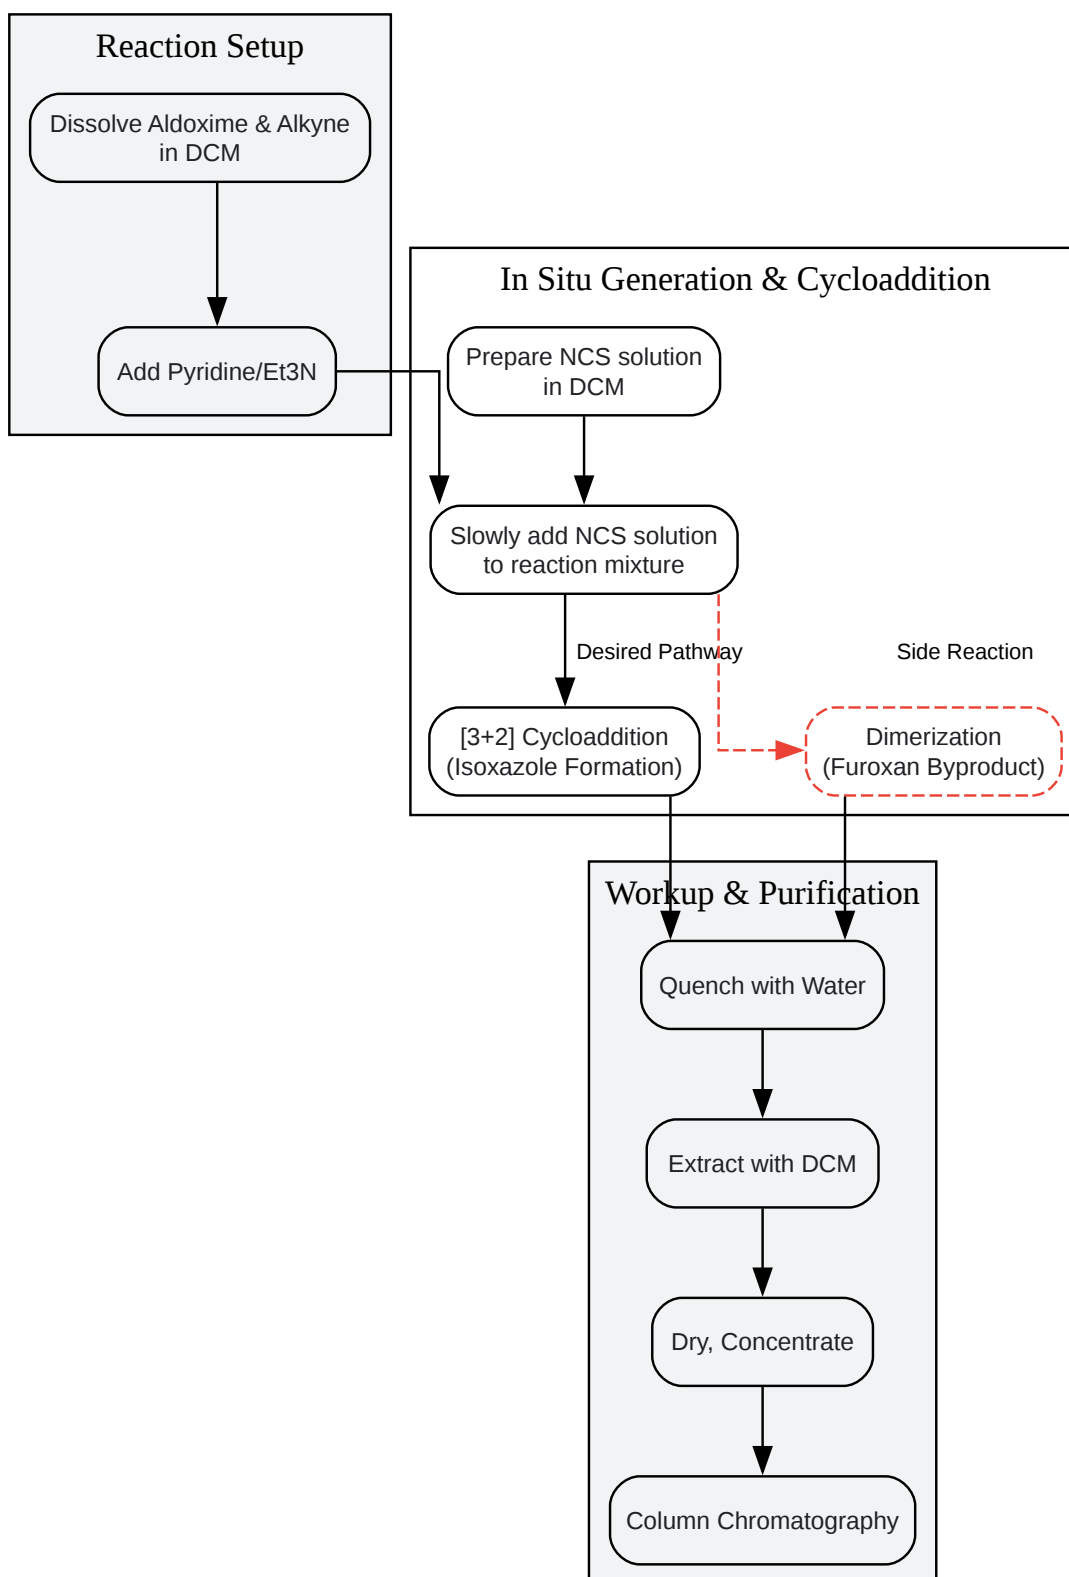 Reaction Setup
Dissolve Aldoxime & Alkyne
in DCM
Add Pyridine/Et3N
In Situ Generation & Cycloaddition
Prepare NCS solution
in DCM
Slowly add NCS solution
to reaction mixture
Desired Pathway
Side Reaction
[3+2] Cycloaddition
(Isoxazole Formation)
Dimerization
(Furoxan Byproduct)
Workup & Purification
Quench with Water
Extract with DCM
Dry, Concentrate
Column Chromatography